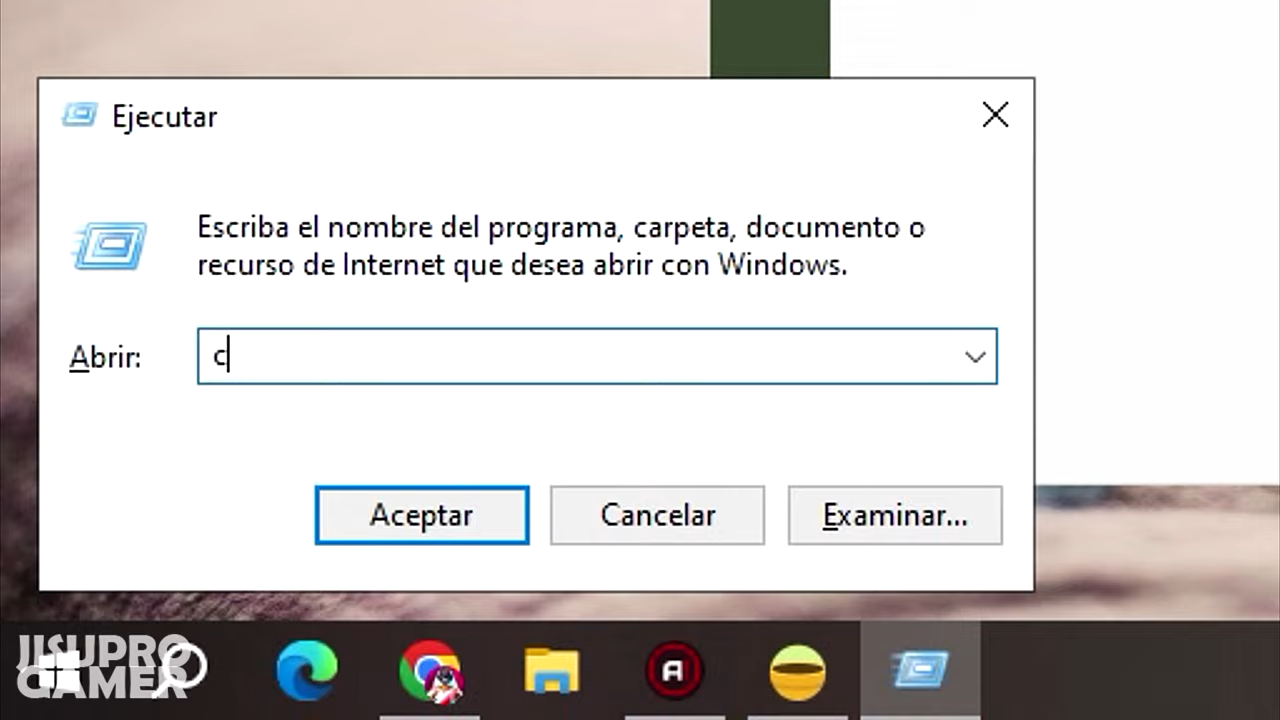 Ejecutar
Escriba el nombre del programa, carpeta, documento o
recurso de Internet que desea abrir con Windows.
Abrir: c
Aceptar Cancelar Examinar...
JISUPRO
GAMER
A